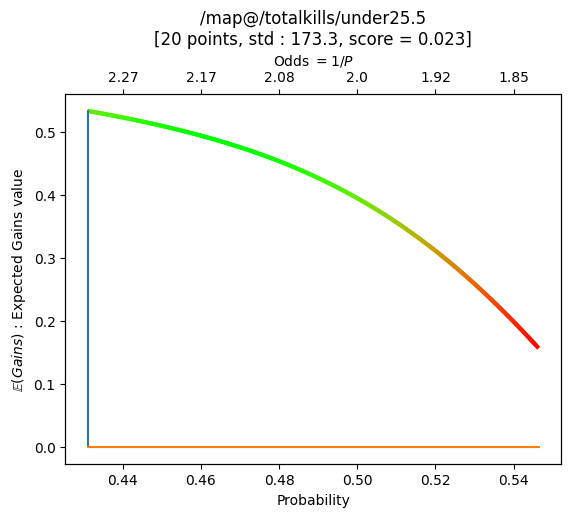 /map@/totalkills/under25.5
[20 points, std : 173.3, score = 0.023]
Odds = 1/P
2.27 2.17 2.08 2.0 1.92 1.85
0.5
0.4
0.3
0.2
0.1
0.0
𝔼(Gains) : Expected Gains value
0.44 0.46 0.48 0.50 0.52 0.54
Probability